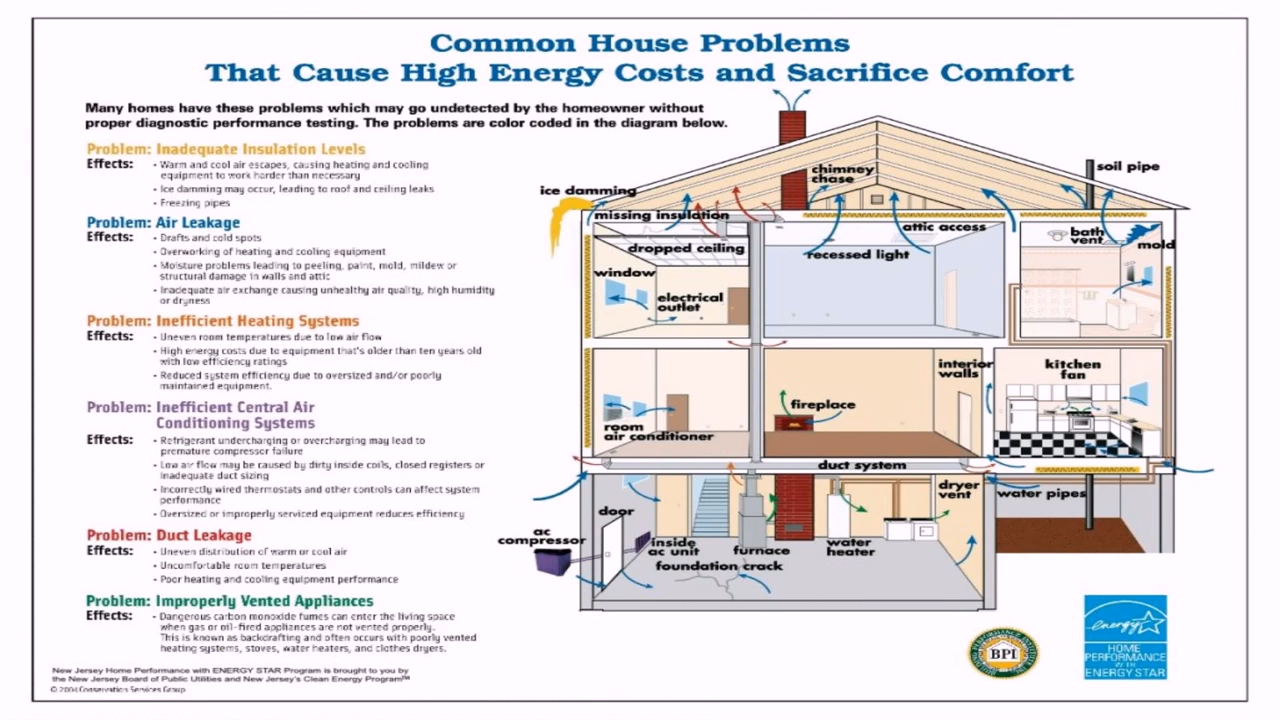 Common House Problems
That Cause High Energy Costs and Sacrifice Comfort
Many homes have these problems which may go undetected by the homeowner without
proper diagnostic performance testing. The problems are color coded in the diagram below.
Problem: Inadequate Insulation Levels
Effects:
• Warm and cool air escapes, causing heating and cooling
equipment to work harder than necessary
• Ice damming may occur, leading to roof and ceiling leaks
• Freezing pipes
Problem: Air Leakage
Effects:
• Drafts and cold spots
• Overworking of heating and cooling equipment
• Moisture problems leading to peeling, paint, mold, mildew or
structural damage in walls and attic
• Inadequate air exchange causing unhealthy air quality, high humidity
or dryness
Problem: Inefficient Heating Systems
Effects:
• Uneven room temperatures due to low air flow
• High energy costs due to equipment that's older than ten years old
with low efficiency ratings
• Reduced system efficiency due to oversized and/or poorly
maintained equipment.
Problem: Inefficient Central Air
Conditioning Systems
Effects:
• Refrigerant undercharging or overcharging may lead to
premature compressor failure
• Low air flow may be caused by dirty inside coils, closed registers or
inadequate duct sizing
• Incorrectly wired thermostats and other controls can affect system
performance
• Oversized or improperly serviced equipment reduces efficiency
Problem: Duct Leakage
Effects:
• Uneven distribution of warm or cool air
• Uncomfortable room temperatures
• Poor heating and cooling equipment performance
Problem: Improperly Vented Appliances
Effects:
• Dangerous carbon monoxide fumes can enter the living space
when gas or oil-fired appliances are not vented properly.
This is known as backdrafting and often occurs with poorly vented
heating systems, stoves, water heaters, and clothes dryers.
New Jersey Home Performance with ENERGY STAR Program is brought to you by
the New Jersey Board of Public Utilities and New Jersey's Clean Energy Program℠
© 2004 Conservation Services Group
chimney
chase
soil pipe
ice damming
missing insulation
attic access
bath
vent
mold
dropped ceiling
recessed light
window
electrical
outlet
interior
walls
kitchen
fan
fireplace
room
air conditioner
duct system
dryer
vent
water pipes
door
ac
compressor
inside
ac unit
furnace
water
heater
foundation crack
BPI
energy
HOME
PERFORMANCE
WITH
ENERGY STAR